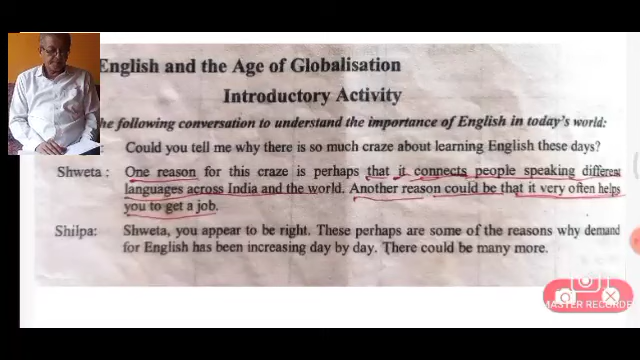 English and the Age of Globalisation
Introductory Activity
the following conversation to understand the importance of English in today's world:
Could you tell me why there is so much craze about learning English these days?
Shweta : One reason for this craze is perhaps that it connects people speaking different
languages across India and the world. Another reason could be that it very often helps
you to get a job.
Shilpa: Shweta, you appear to be right. These perhaps are some of the reasons why demand
for English has been increasing day by day. There could be many more.
MASTER RECORDE